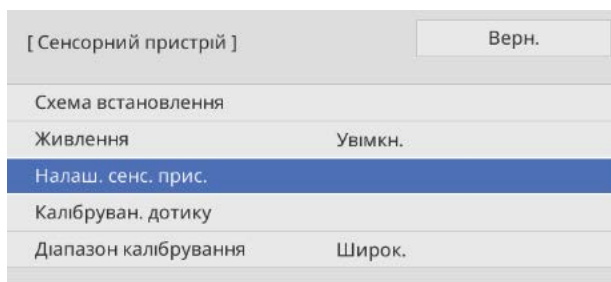 [ Сенсорний пристрій ] Верн.
Схема встановлення
Живлення Увімкн.
Налаш. сенс. прис.
Калібруван. дотику
Діапазон калібрування Широк.